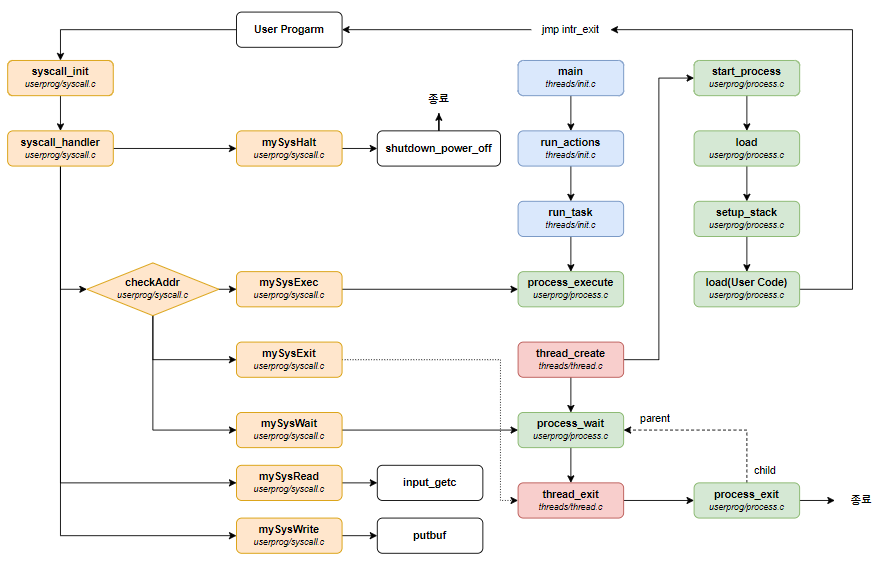 User Progarm
jmp intr_exit
syscall_init
userprog/syscall.c
main
threads/init.c
start_process
userprog/process.c
종료
syscall_handler
userprog/syscall.c
mySysHalt
userprog/syscall.c
shutdown_power_off
run_actions
threads/init.c
load
userprog/process.c
run_task
threads/init.c
setup_stack
userprog/process.c
checkAddr
userprog/syscall.c
mySysExec
userprog/syscall.c
process_execute
userprog/process.c
load(User Code)
userprog/process.c
mySysExit
userprog/syscall.c
thread_create
threads/thread.c
mySysWait
userprog/syscall.c
process_wait
userprog/process.c
parent
child
mySysRead
userprog/syscall.c
input_getc
thread_exit
threads/thread.c
process_exit
userprog/process.c
종료
mySysWrite
userprog/syscall.c
putbuf